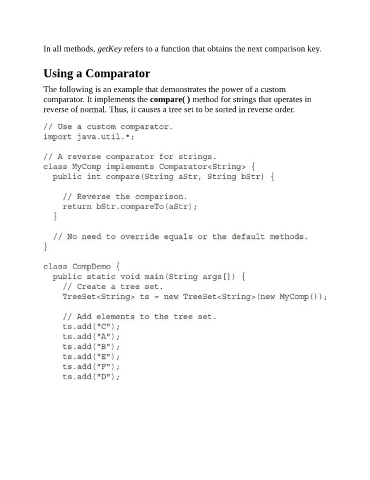 In all methods, getKey refers to a function that obtains the next comparison key.
Using a Comparator
The following is an example that demonstrates the power of a custom
comparator. It implements the compare( ) method for strings that operates in
reverse of normal. Thus, it causes a tree set to be sorted in reverse order.
// Use a custom comparator.
import java.util.*;
// A reverse comparator for strings.
class MyComp implements Comparator<String> {
  public int compare(String aStr, String bStr) {
    // Reverse the comparison.
    return bStr.compareTo(aStr);
  }
  // No need to override equals or the default methods.
}
class CompDemo {
  public static void main(String args[]) {
    // Create a tree set.
    TreeSet<String> ts = new TreeSet<String>(new MyComp());
    // Add elements to the tree set.
    ts.add("C");
    ts.add("A");
    ts.add("B");
    ts.add("E");
    ts.add("F");
    ts.add("D");